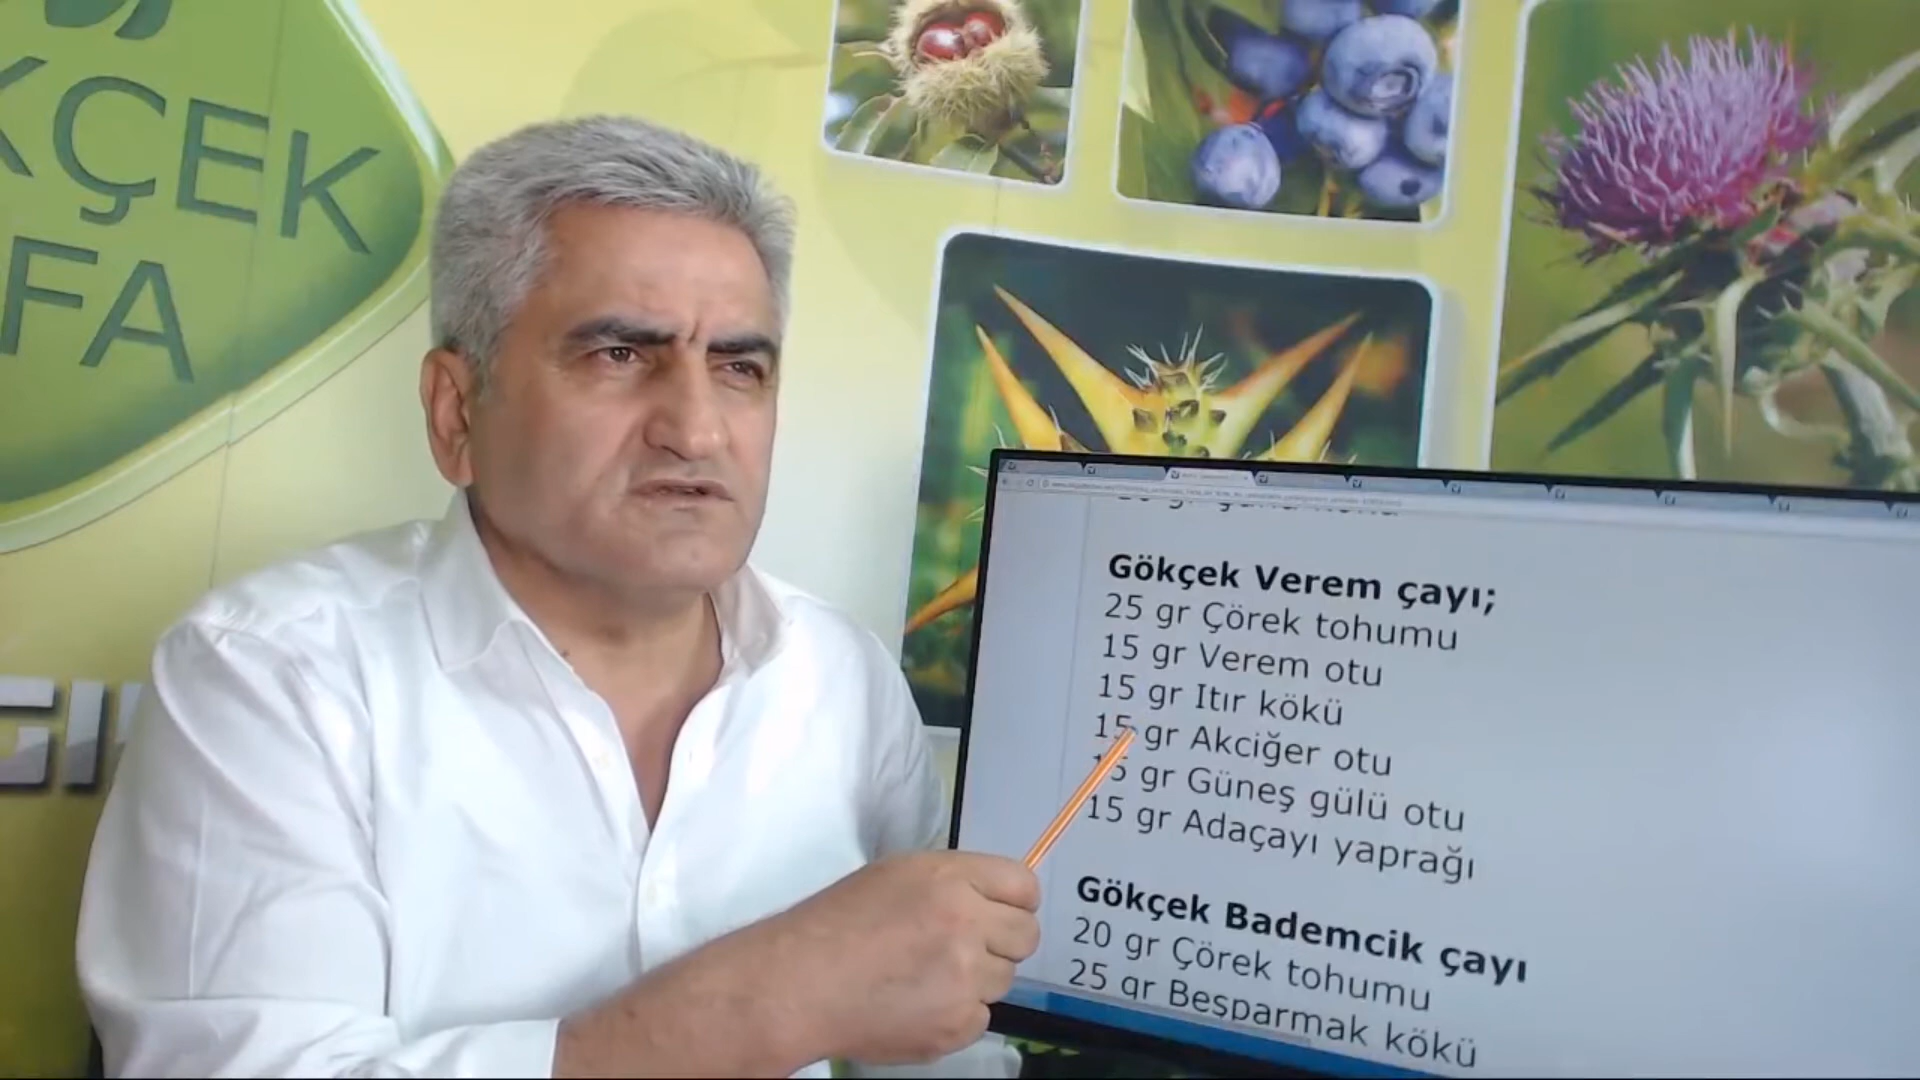 KÇEK
FA
Gökçek Verem çayı;
25 gr Çörek tohumu
15 gr Verem otu
15 gr Itır kökü
15 gr Akciğer otu
15 gr Güneş gülü otu
15 gr Adaçayı yaprağı
Gökçek Bademcik çayı
20 gr Çörek tohumu
25 gr Beşparmak kökü